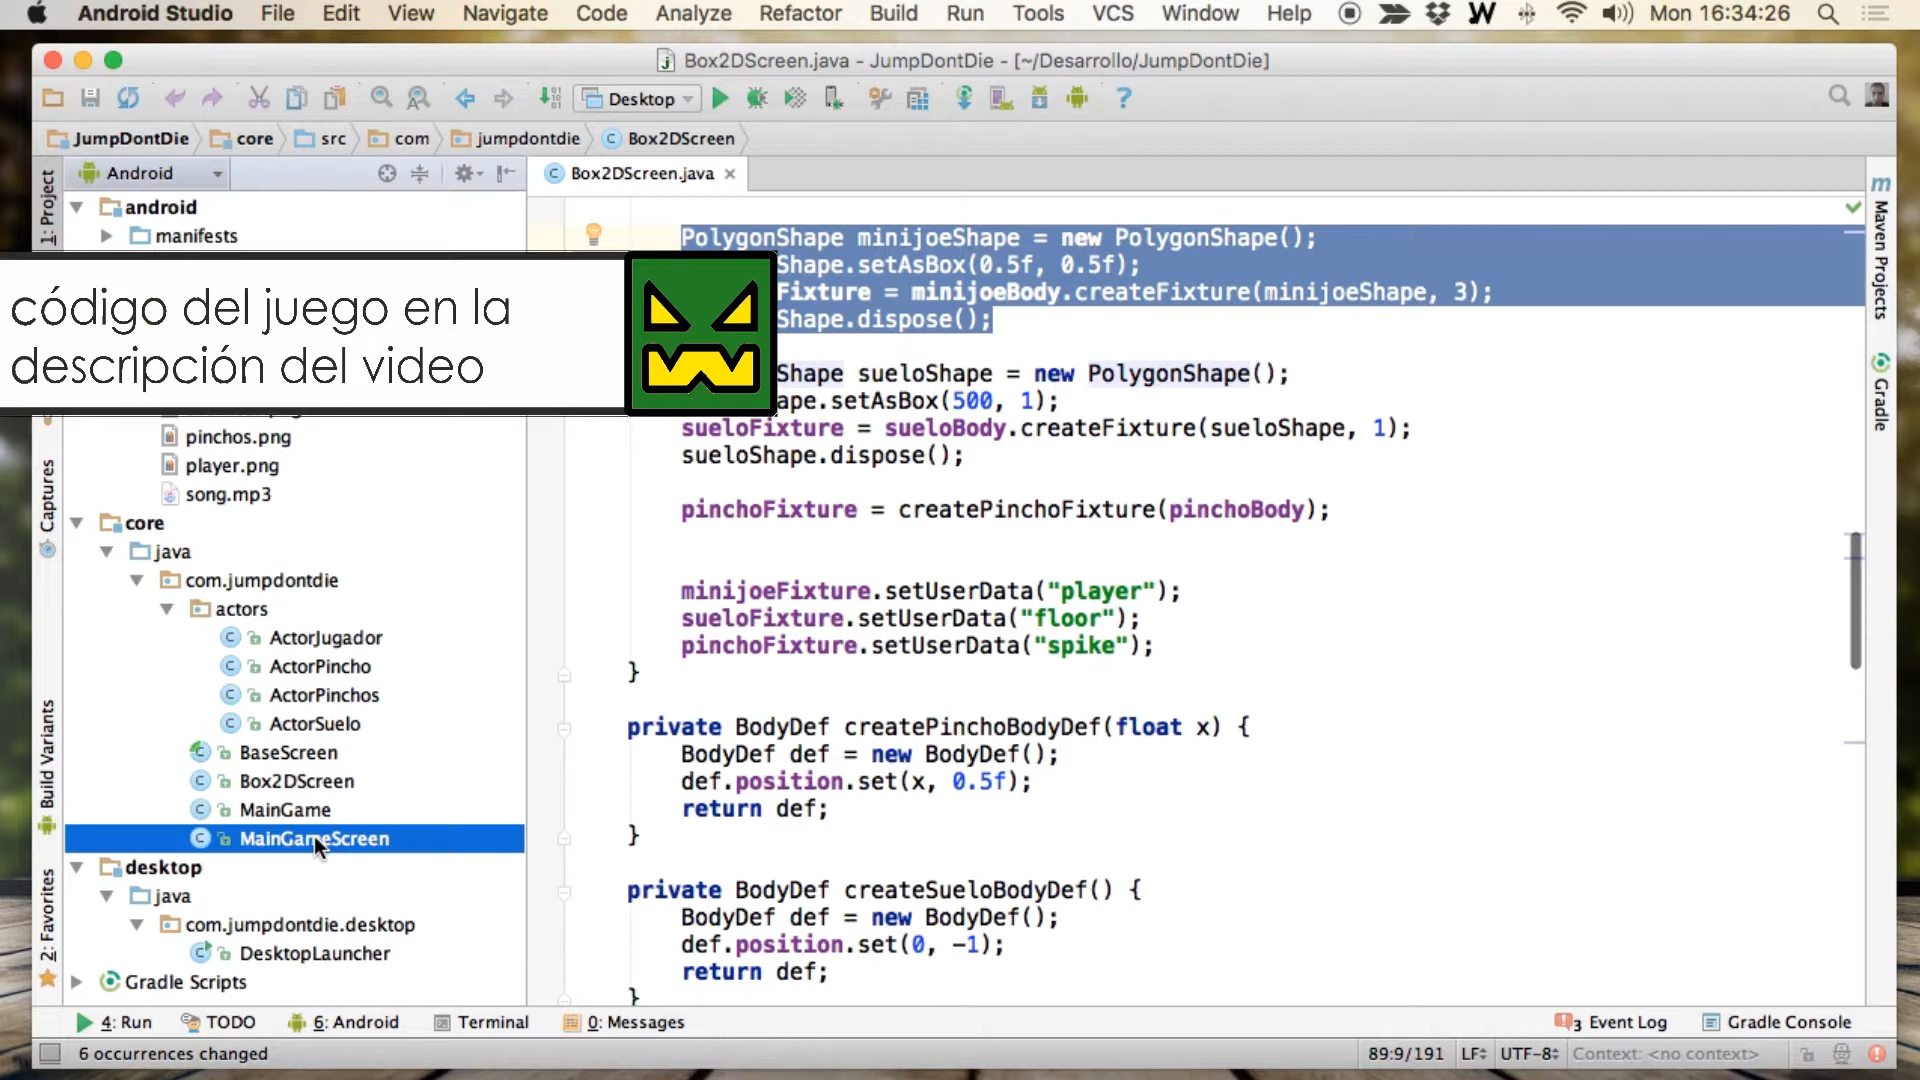 Android Studio File Edit View Navigate Code Analyze Refactor Build Run Tools VCS Window Help Mon 16:34:26
Box2DScreen.java - JumpDontDie - [~/Desarrollo/JumpDontDie]
Desktop
JumpDontDie core src com jumpdontdie Box2DScreen
Android
Box2DScreen.java
1: Project
Captures
Build Variants
2: Favorites
android
manifests
código del juego en la
descripción del video
pinchos.png
player.png
song.mp3
core
java
com.jumpdontdie
actors
ActorJugador
ActorPincho
ActorPinchos
ActorSuelo
BaseScreen
Box2DScreen
MainGame
MainGameScreen
desktop
java
com.jumpdontdie.desktop
DesktopLauncher
Gradle Scripts
PolygonShape minijoeShape = new PolygonShape();
Shape.setAsBox(0.5f, 0.5f);
Fixture = minijoeBody.createFixture(minijoeShape, 3);
Shape.dispose();
Shape sueloShape = new PolygonShape();
ape.setAsBox(500, 1);
sueloFixture = sueloBody.createFixture(sueloShape, 1);
sueloShape.dispose();
pinchoFixture = createPinchoFixture(pinchoBody);
minijoeFixture.setUserData("player");
sueloFixture.setUserData("floor");
pinchoFixture.setUserData("spike");
}
private BodyDef createPinchoBodyDef(float x) {
BodyDef def = new BodyDef();
def.position.set(x, 0.5f);
return def;
}
private BodyDef createSueloBodyDef() {
BodyDef def = new BodyDef();
def.position.set(0, -1);
return def;
}
Maven Projects
Gradle
4: Run TODO 6: Android Terminal 0: Messages 3 Event Log Gradle Console
6 occurrences changed 89:9/191 LF UTF-8 Context: <no context>